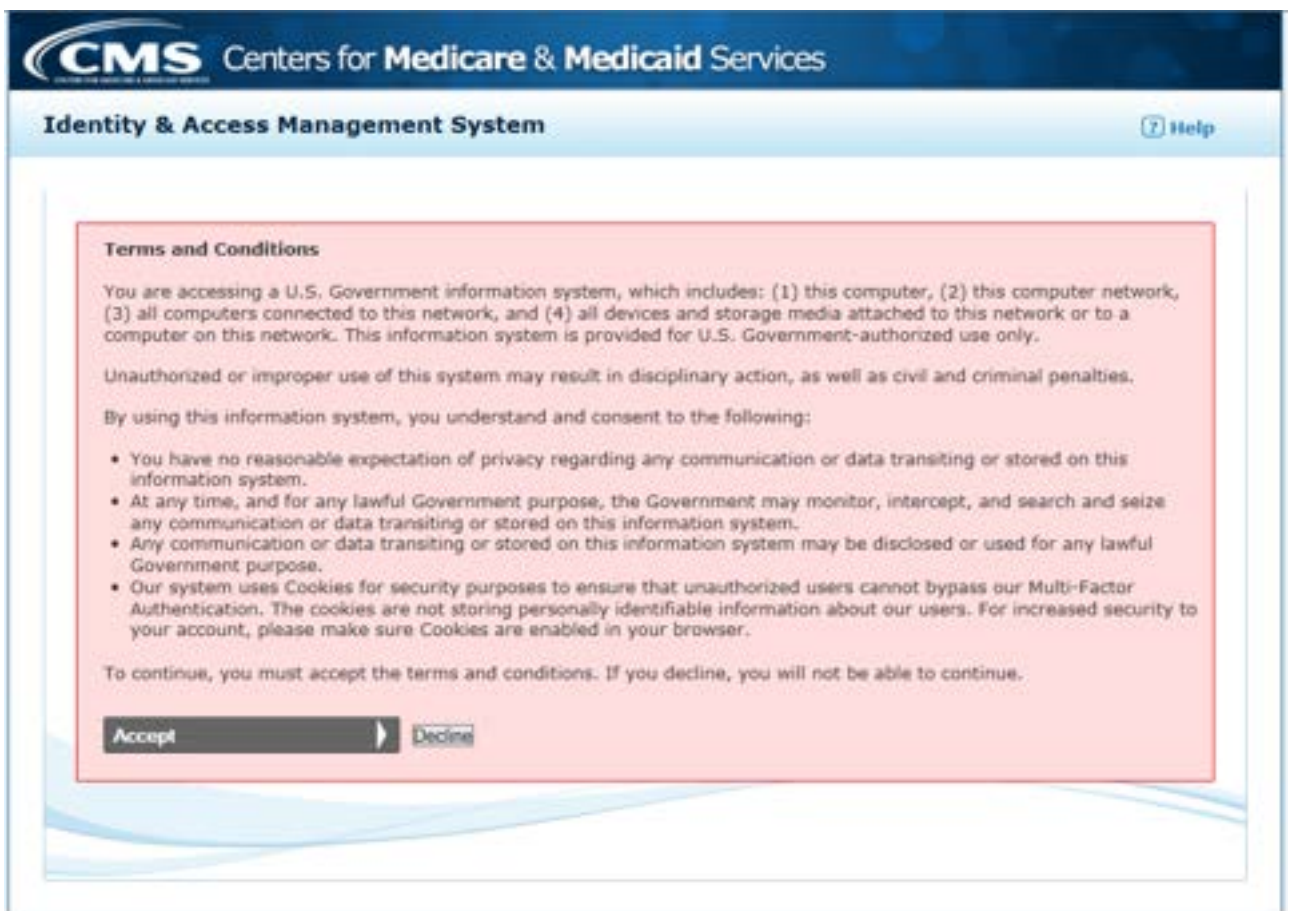 CMS Centers for Medicare & Medicaid Services
CENTERS FOR MEDICARE & MEDICAID SERVICES
Identity & Access Management System
? Help
Terms and Conditions
You are accessing a U.S. Government information system, which includes: (1) this computer, (2) this computer network,
(3) all computers connected to this network, and (4) all devices and storage media attached to this network or to a
computer on this network. This information system is provided for U.S. Government-authorized use only.
Unauthorized or improper use of this system may result in disciplinary action, as well as civil and criminal penalties.
By using this information system, you understand and consent to the following:
• You have no reasonable expectation of privacy regarding any communication or data transiting or stored on this
information system.
• At any time, and for any lawful Government purpose, the Government may monitor, intercept, and search and seize
any communication or data transiting or stored on this information system.
• Any communication or data transiting or stored on this information system may be disclosed or used for any lawful
Government purpose.
• Our system uses Cookies for security purposes to ensure that unauthorized users cannot bypass our Multi-Factor
Authentication. The cookies are not storing personally identifiable information about our users. For increased security to
your account, please make sure Cookies are enabled in your browser.
To continue, you must accept the terms and conditions. If you decline, you will not be able to continue.
Accept Decline